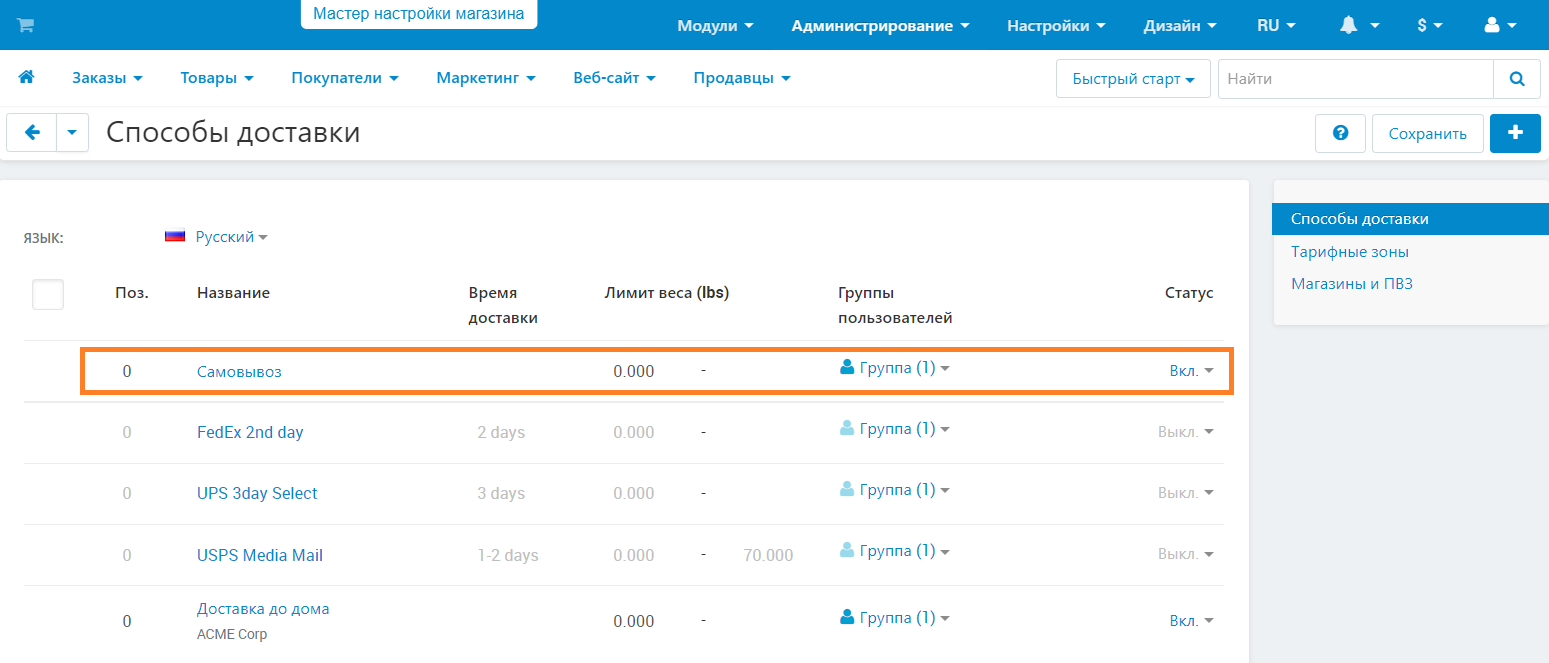 Мастер настройки магазина
Модули Администрирование Настройки Дизайн RU $
Заказы Товары Покупатели Маркетинг Веб-сайт Продавцы Быстрый старт Найти
Способы доставки Сохранить
Способы доставки
Тарифные зоны
Магазины и ПВЗ
ЯЗЫК: Русский
Поз. Название Время доставки Лимит веса (lbs) Группы пользователей Статус
0 Самовывоз 0.000 - Группа (1) Вкл.
0 FedEx 2nd day 2 days 0.000 - Группа (1) Выкл.
0 UPS 3day Select 3 days 0.000 - Группа (1) Выкл.
0 USPS Media Mail 1-2 days 0.000 - 70.000 Группа (1) Выкл.
0 Доставка до дома 0.000 - Группа (1) Вкл.
ACME Corp